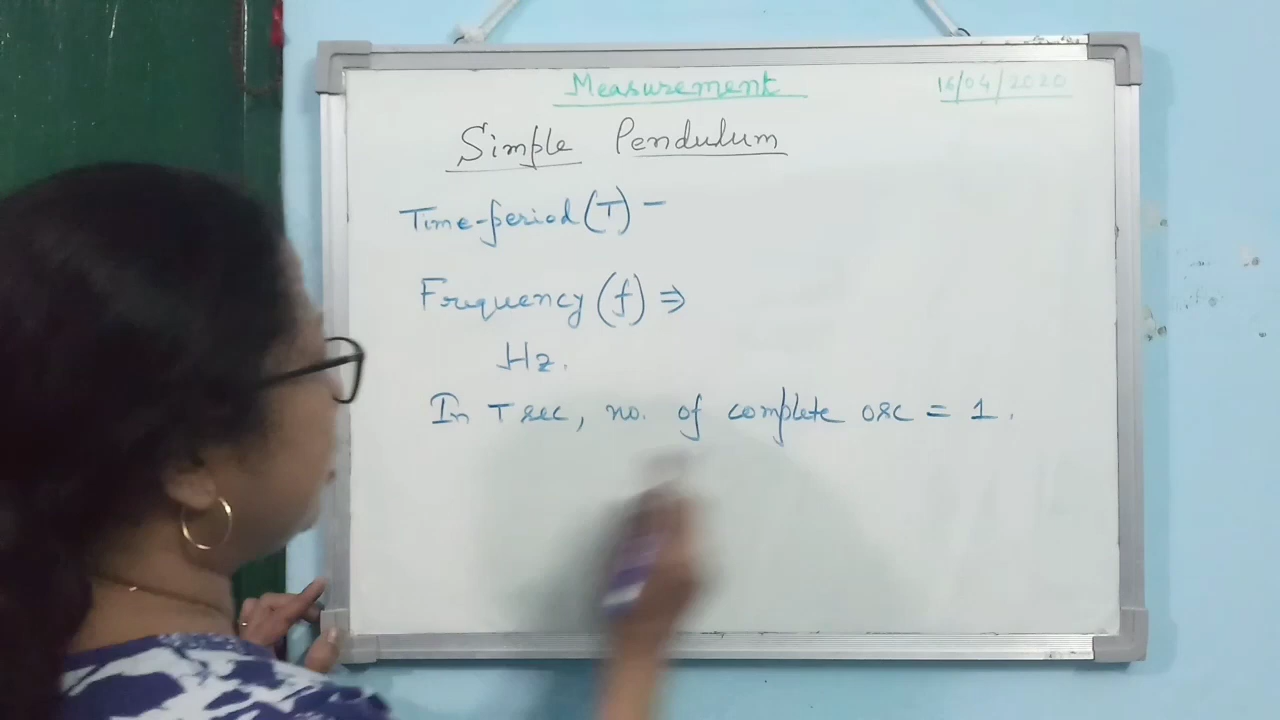 Measurement
16/04/2020
Simple Pendulum
Time-period (T) -
Frequency (f) ⇒
Hz.
In T sec, no. of complete osc = 1.